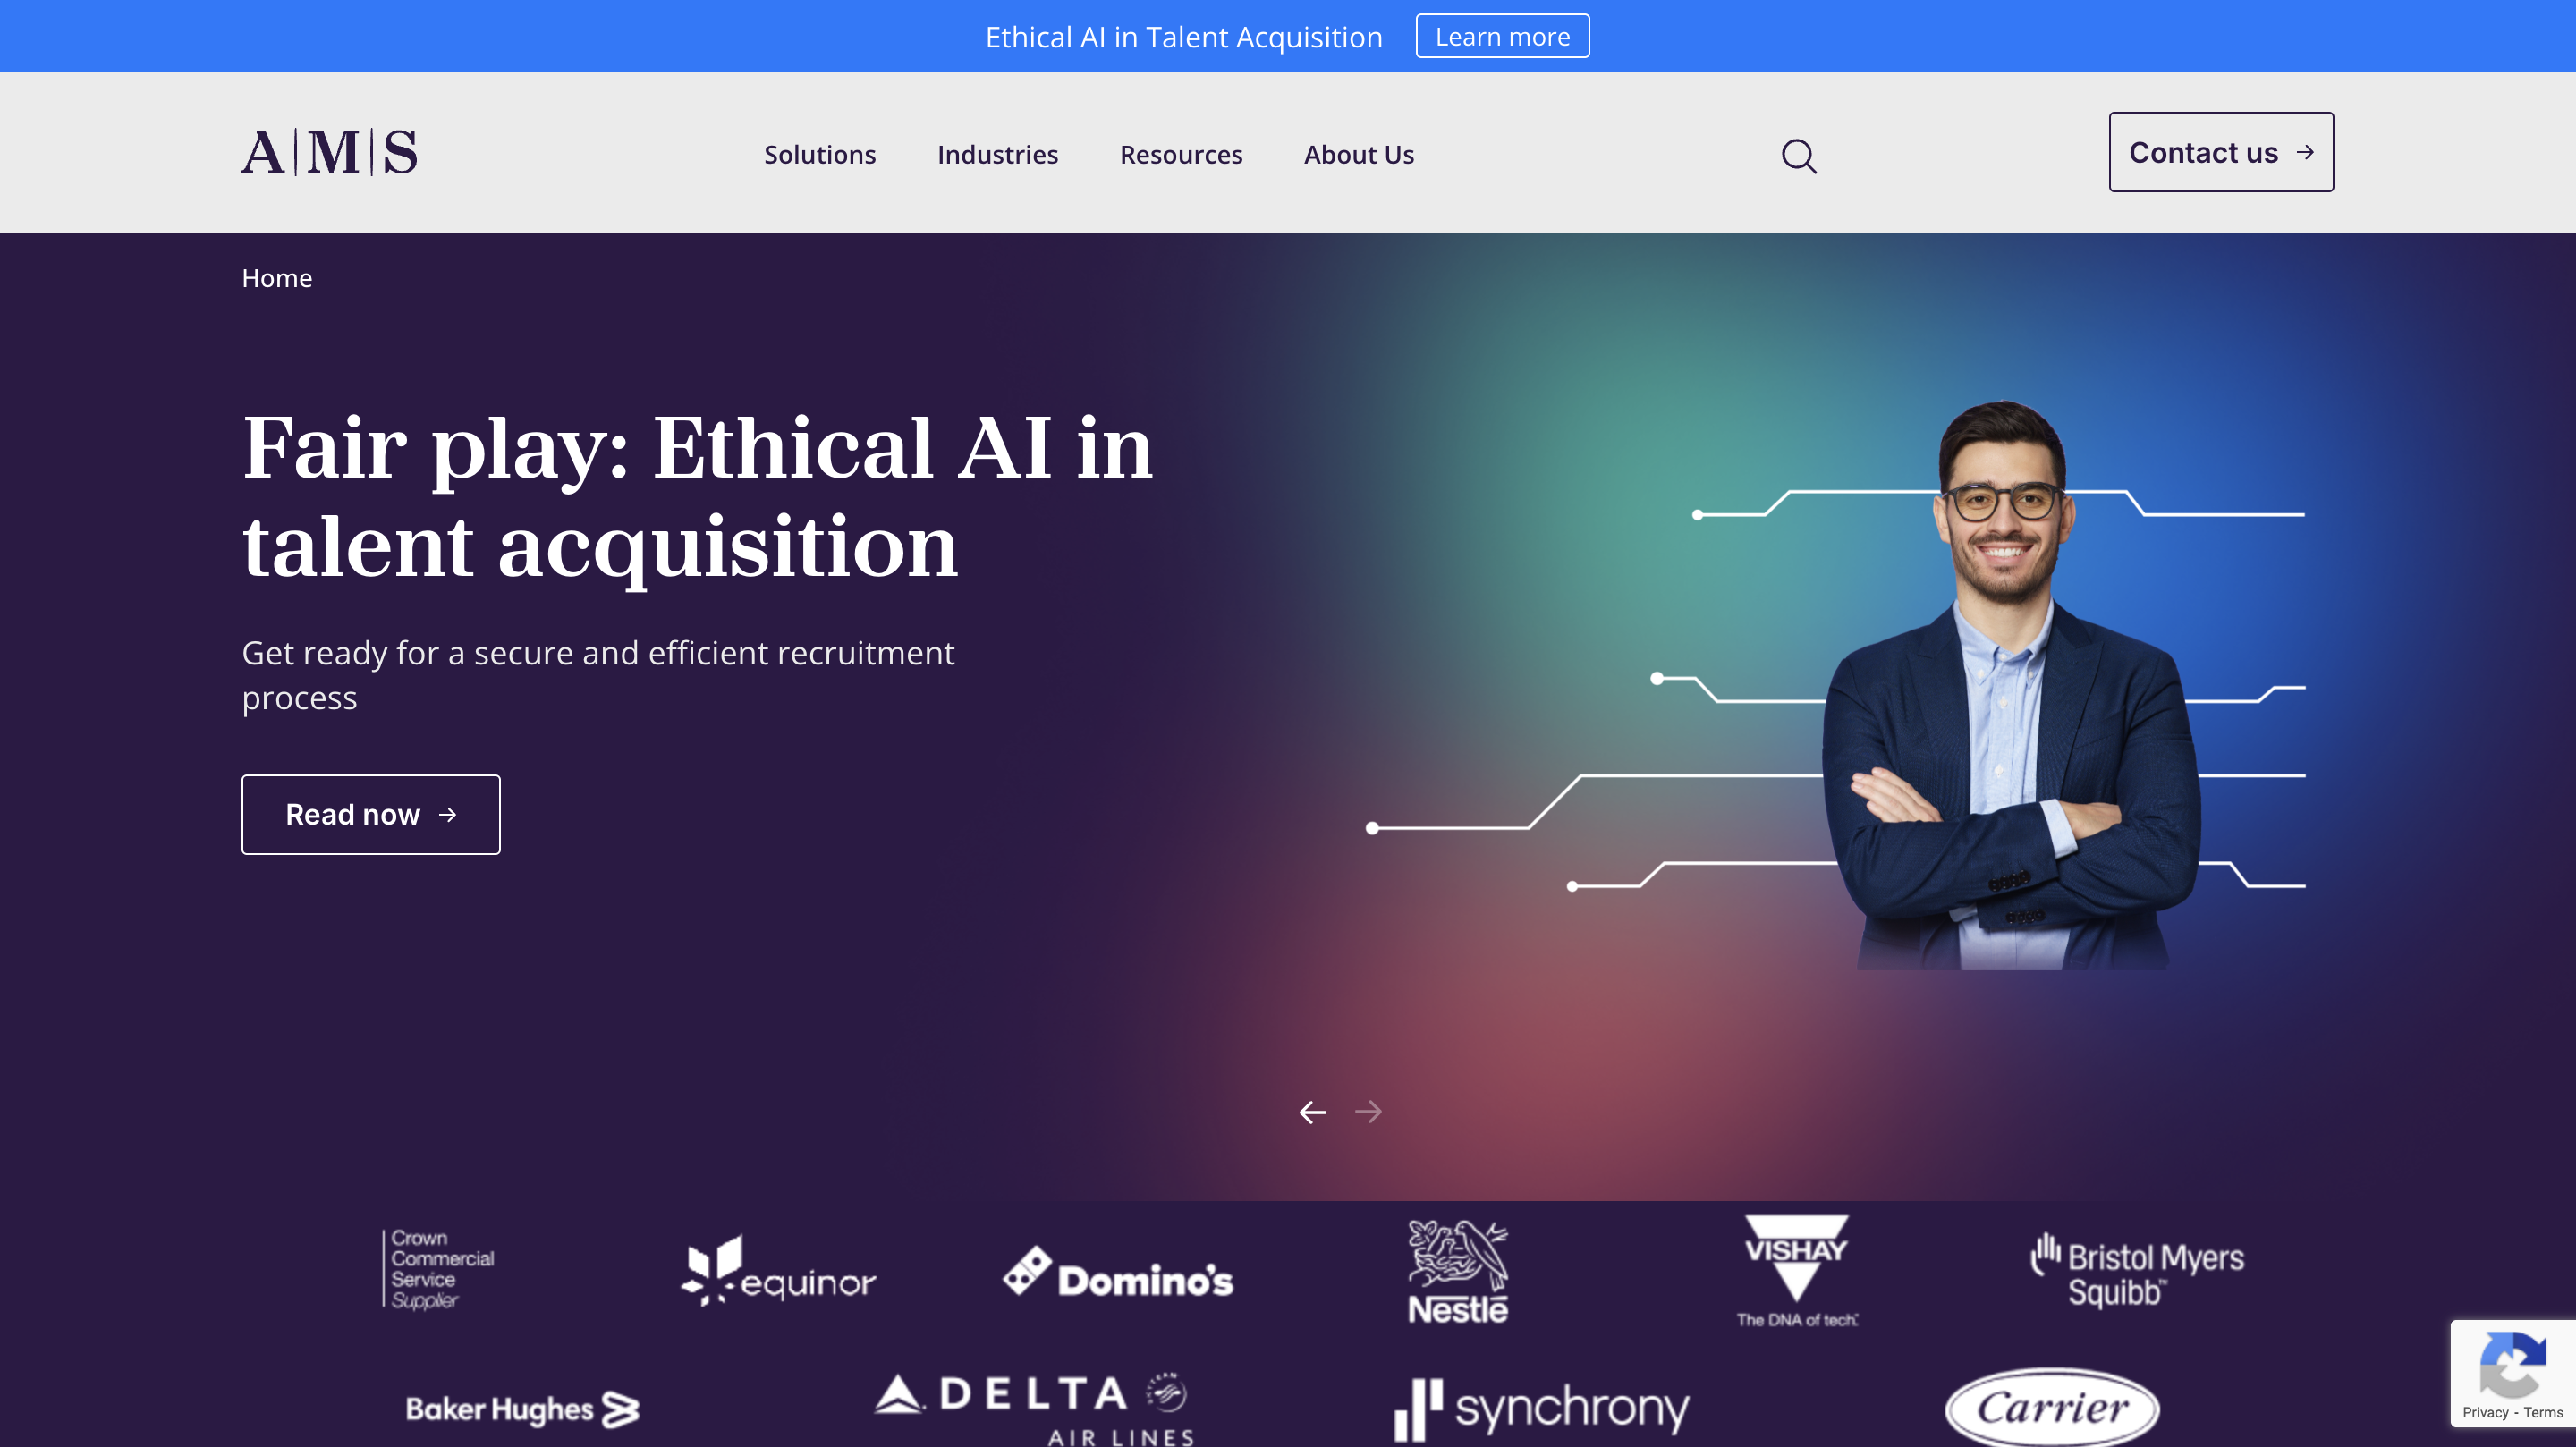 Ethical AI in Talent Acquisition Learn more
A|M|S Solutions Industries Resources About Us Contact us →
Home
Fair play: Ethical AI in
talent acquisition
Get ready for a secure and efficient recruitment
process
Read now →
← →
Crown
Commercial
Service
Supplier
equinor
Domino's
Nestlé
VISHAY
The DNA of tech.™
Bristol Myers
Squibb™
Baker Hughes
DELTA
AIR LINES
synchrony
Carrier
Privacy - Terms